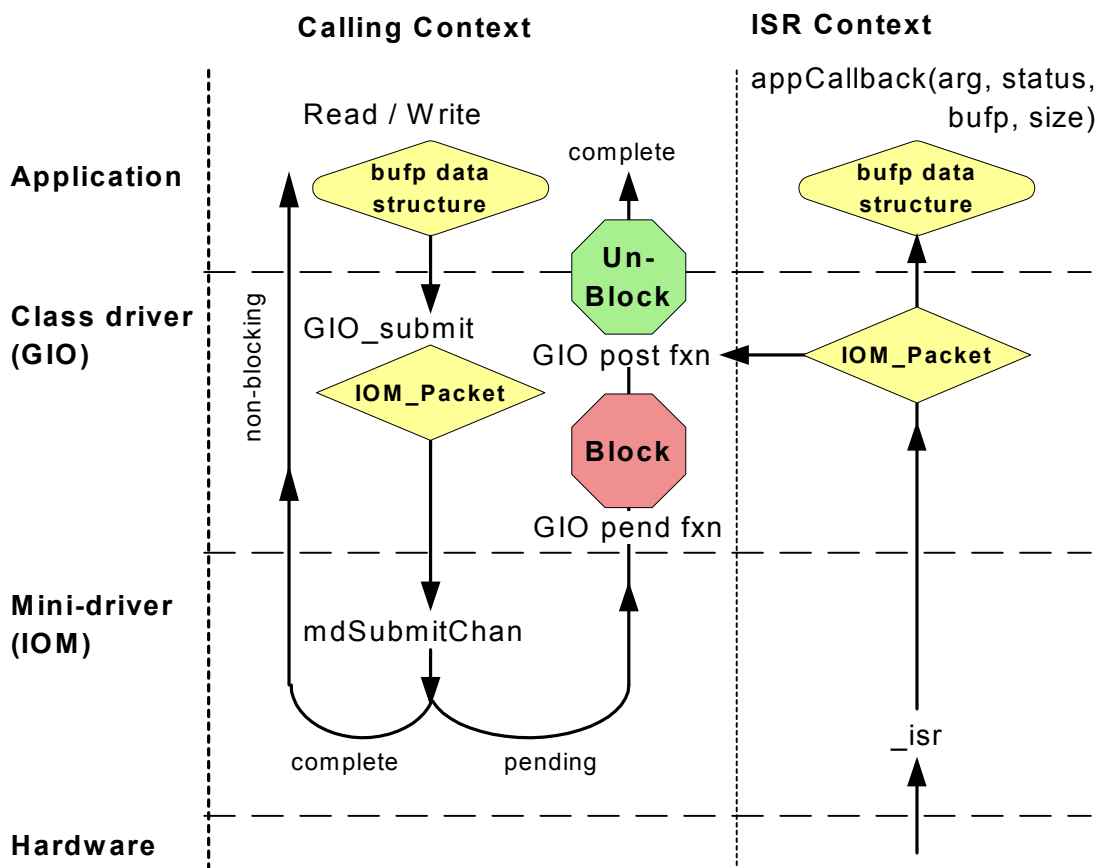 Calling Context
ISR Context
appCallback(arg, status,
bufp, size)
Read / Write
complete
Application
bufp data
structure
bufp data
structure
Un-
Block
Class driver
(GIO)
non-blocking
GIO_submit
GIO post fxn
IOM_Packet
IOM_Packet
Block
GIO pend fxn
Mini-driver
(IOM)
mdSubmitChan
_isr
complete
pending
Hardware